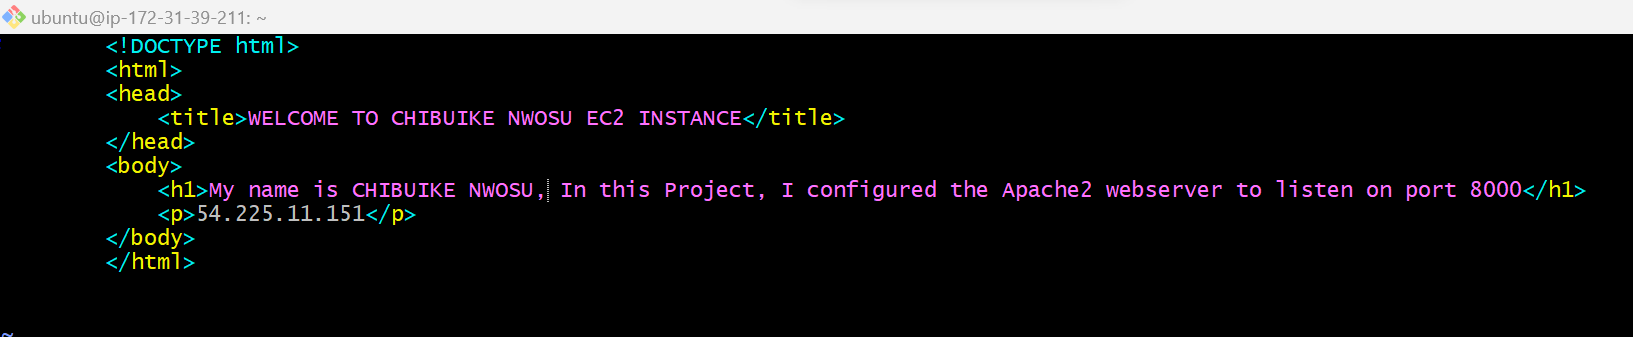 ubuntu@ip-172-31-39-211: ~
<!DOCTYPE html>
<html>
<head>
<title>WELCOME TO CHIBUIKE NWOSU EC2 INSTANCE</title>
</head>
<body>
<h1>My name is CHIBUIKE NWOSU, In this Project, I configured the Apache2 webserver to listen on port 8000</h1>
<p>54.225.11.151</p>
</body>
</html>
~